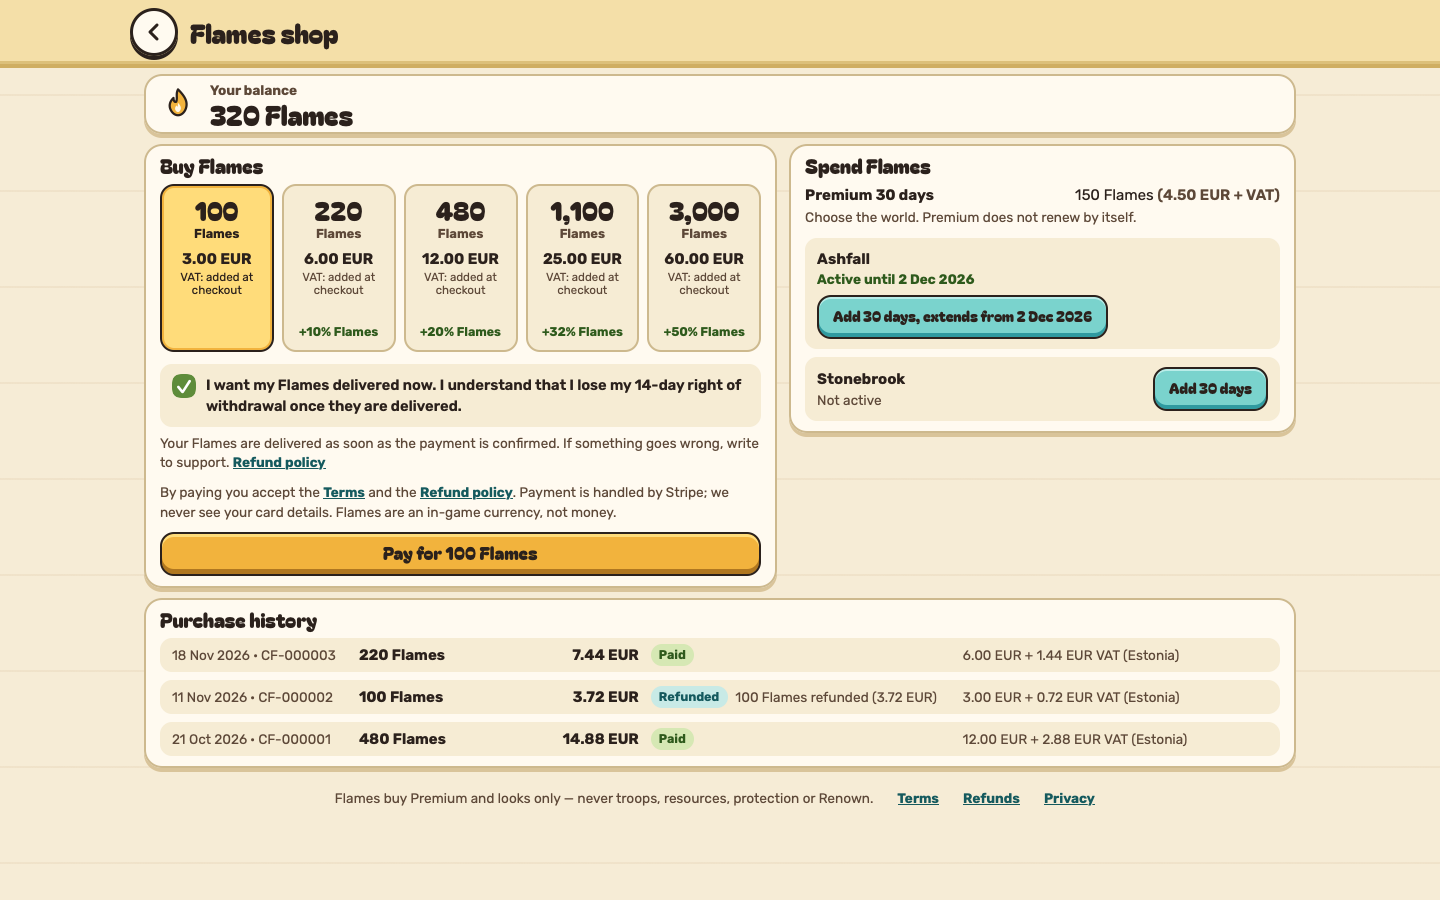 Flames shop
Your balance
320 Flames
Buy Flames
100
Flames
3.00 EUR
VAT: added at
checkout
220
Flames
6.00 EUR
VAT: added at
checkout
+10% Flames
480
Flames
12.00 EUR
VAT: added at
checkout
+20% Flames
1,100
Flames
25.00 EUR
VAT: added at
checkout
+32% Flames
3,000
Flames
60.00 EUR
VAT: added at
checkout
+50% Flames
I want my Flames delivered now. I understand that I lose my 14-day right of
withdrawal once they are delivered.
Your Flames are delivered as soon as the payment is confirmed. If something goes wrong, write
to support. Refund policy
By paying you accept the Terms and the Refund policy. Payment is handled by Stripe; we
never see your card details. Flames are an in-game currency, not money.
Pay for 100 Flames
Spend Flames
Premium 30 days 150 Flames (4.50 EUR + VAT)
Choose the world. Premium does not renew by itself.
Ashfall
Active until 2 Dec 2026
Add 30 days, extends from 2 Dec 2026
Stonebrook
Not active
Add 30 days
Purchase history
18 Nov 2026 • CF-000003 220 Flames 7.44 EUR Paid 6.00 EUR + 1.44 EUR VAT (Estonia)
11 Nov 2026 • CF-000002 100 Flames 3.72 EUR Refunded 100 Flames refunded (3.72 EUR) 3.00 EUR + 0.72 EUR VAT (Estonia)
21 Oct 2026 • CF-000001 480 Flames 14.88 EUR Paid 12.00 EUR + 2.88 EUR VAT (Estonia)
Flames buy Premium and looks only — never troops, resources, protection or Renown. Terms Refunds Privacy